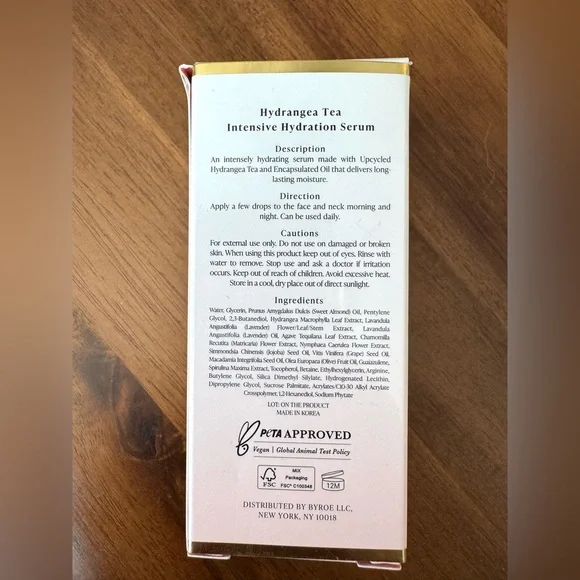 Hydrangea Tea
Intensive Hydration Serum
Description
An intensely hydrating serum made with Upcycled
Hydrangea Tea and Encapsulated Oil that delivers long-
lasting moisture.
Direction
Apply a few drops to the face and neck morning and
night. Can be used daily.
Cautions
For external use only. Do not use on damaged or broken
skin. When using this product keep out of eyes. Rinse with
water to remove. Stop use and ask a doctor if irritation
occurs. Keep out of reach of children. Avoid excessive heat.
Store in a cool, dry place out of direct sunlight.
Ingredients
Water, Glycerin, Prunus Amygdalus Dulcis (Sweet Almond) Oil, Pentylene
Glycol, 2,3-Butanediol, Hydrangea Macrophylla Leaf Extract, Lavandula
Angustifolia (Lavender) Flower/Leaf/Stem Extract, Lavandula
Angustifolia (Lavender) Oil, Agave Tequilana Leaf Extract, Chamomilla
Recutita (Matricaria) Flower Extract, Nymphaea Caerulea Flower Extract,
Simmondsia Chinensis (Jojoba) Seed Oil, Vitis Vinifera (Grape) Seed Oil,
Macadamia Integrifolia Seed Oil, Olea Europaea (Olive) Fruit Oil, Guaiazulene,
Spirulina Maxima Extract, Tocopherol, Betaine, Ethylhexylglycerin, Arginine,
Butylene Glycol, Silica Dimethyl Silylate, Hydrogenated Lecithin,
Dipropylene Glycol, Sucrose Palmitate, Acrylates/C10-30 Alkyl Acrylate
Crosspolymer, 1,2-Hexanediol, Sodium Phytate
LOT: ON THE PRODUCT
MADE IN KOREA
PETA APPROVED
Vegan | Global Animal Test Policy
FSC
MIX
Packaging
FSC® C100348
12M
DISTRIBUTED BY BYROE LLC,
NEW YORK, NY 10018